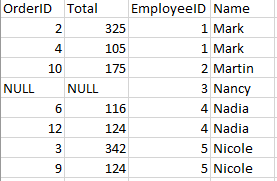 OrderID Total EmployeeID Name
2 325 1 Mark
4 105 1 Mark
10 175 2 Martin
NULL NULL 3 Nancy
6 116 4 Nadia
12 124 4 Nadia
3 342 5 Nicole
9 124 5 Nicole